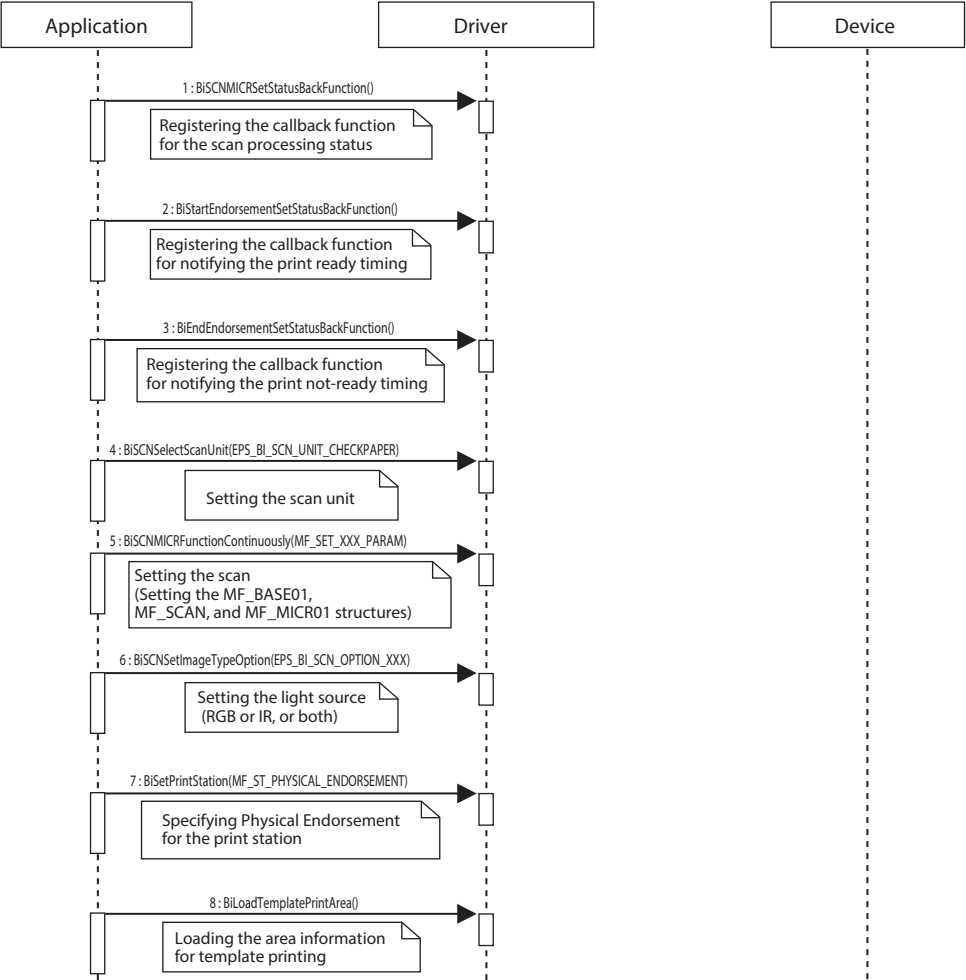 Application
Driver
Device
1 : BiSCNMICRSetStatusBackFunction()
Registering the callback function
for the scan processing status
2 : BiStartEndorsementSetStatusBackFunction()
Registering the callback function
for notifying the print ready timing
3 : BiEndEndorsementSetStatusBackFunction()
Registering the callback function
for notifying the print not-ready timing
4 : BiSCNSelectScanUnit(EPS_BI_SCN_UNIT_CHECKPAPER)
Setting the scan unit
5 : BiSCNMICRFunctionContinuously(MF_SET_XXX_PARAM)
Setting the scan
(Setting the MF_BASE01,
MF_SCAN, and MF_MICR01 structures)
6 : BiSCNSetImageTypeOption(EPS_BI_SCN_OPTION_XXX)
Setting the light source
(RGB or IR, or both)
7 : BiSetPrintStation(MF_ST_PHYSICAL_ENDORSEMENT)
Specifying Physical Endorsement
for the print station
8 : BiLoadTemplatePrintArea()
Loading the area information
for template printing